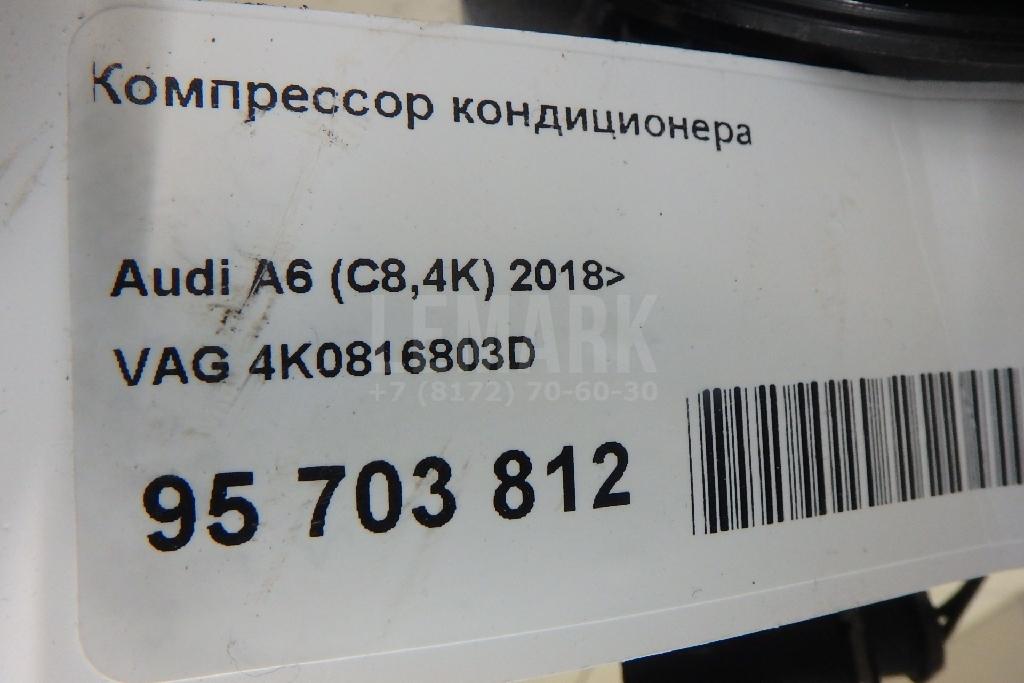 Компрессор кондиционера
Audi A6 (C8,4K) 2018>
LEMARK
VAG 4K0816803D
+7 (8172) 70-60-30
95 703 812